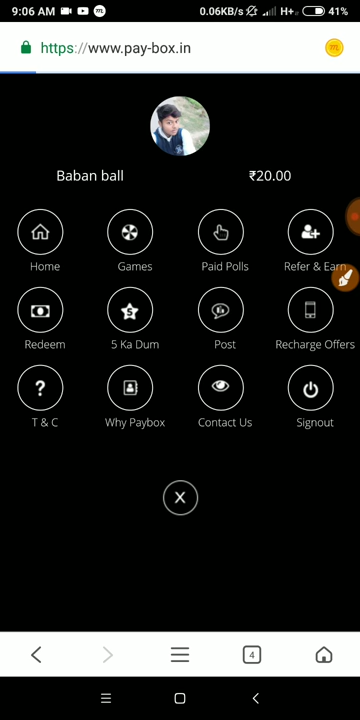 9:06 AM 0.06KB/s H+ 41%
https://www.pay-box.in
Baban ball ₹20.00
Home Games Paid Polls Refer & Earn
Redeem 5 Ka Dum Post Recharge Offers
T & C Why Paybox Contact Us Signout
X
4